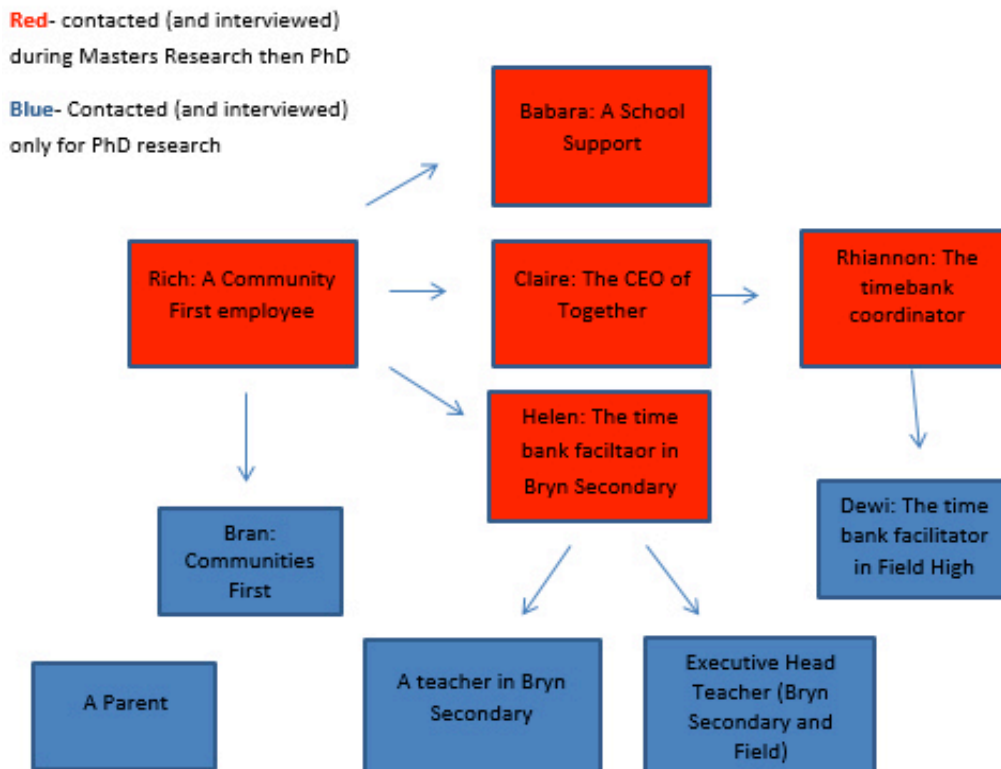 Red- contacted (and interviewed)
during Masters Research then PhD
Blue- Contacted (and interviewed)
only for PhD research
Babara: A School
Support
Rich: A Community
First employee
Claire: The CEO of
Together
Rhiannon: The
timebank
coordinator
Helen: The time
bank faciltaor in
Bryn Secondary
Bran:
Communities
First
Dewi: The time
bank facilitator
in Field High
A Parent
A teacher in Bryn
Secondary
Executive Head
Teacher (Bryn
Secondary and
Field)